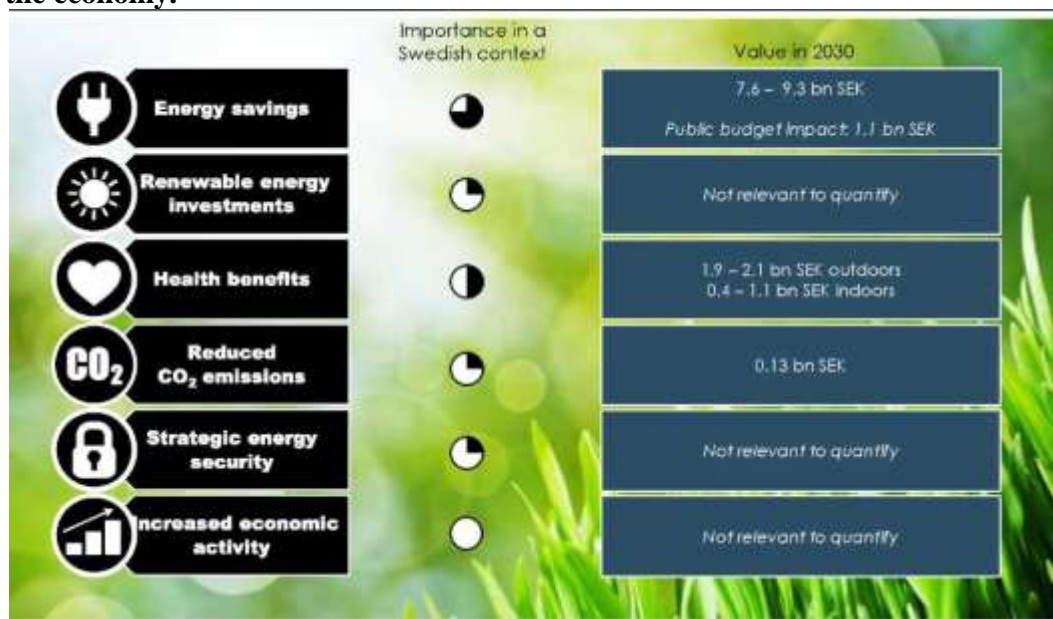 the economy.
Importance in a
Swedish context
Value in 2030
Energy savings
7.6 – 9.3 bn SEK
Public budget impact: 1.1 bn SEK
Renewable energy
investments
Not relevant to quantify
Health benefits
1.9 – 2.1 bn SEK outdoors
0.4 – 1.1 bn SEK indoors
CO₂
Reduced
CO₂ emissions
0.13 bn SEK
Strategic energy
security
Not relevant to quantify
Increased economic
activity
Not relevant to quantify